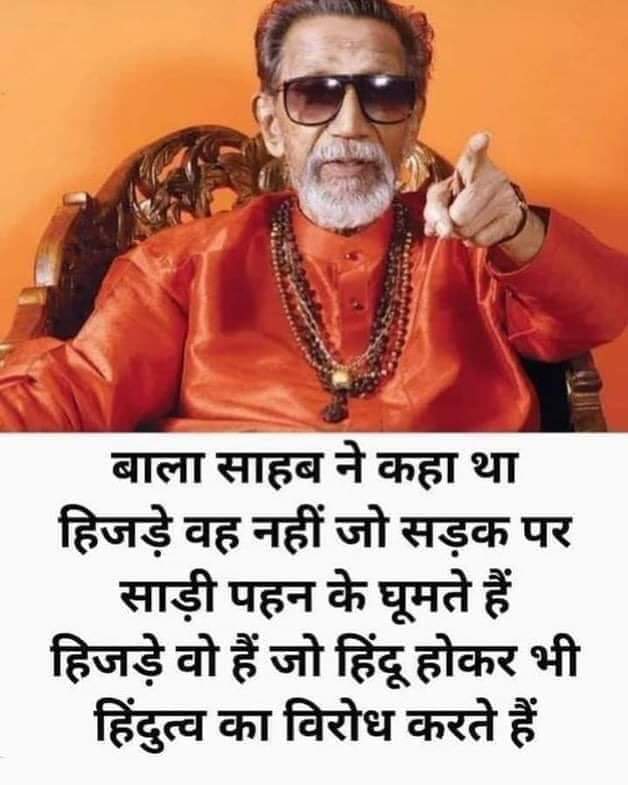 बाला साहब ने कहा था
हिजड़े वह नहीं जो सड़क पर
साड़ी पहन के घूमते हैं
हिजड़े वो हैं जो हिंदू होकर भी
हिंदुत्व का विरोध करते हैं